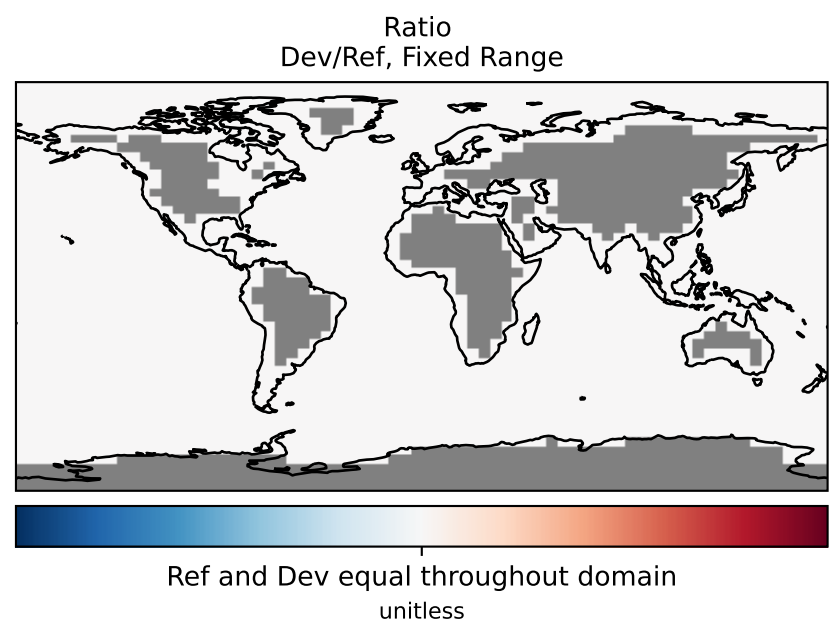 Ratio
Dev/Ref, Fixed Range
Ref and Dev equal throughout domain
unitless